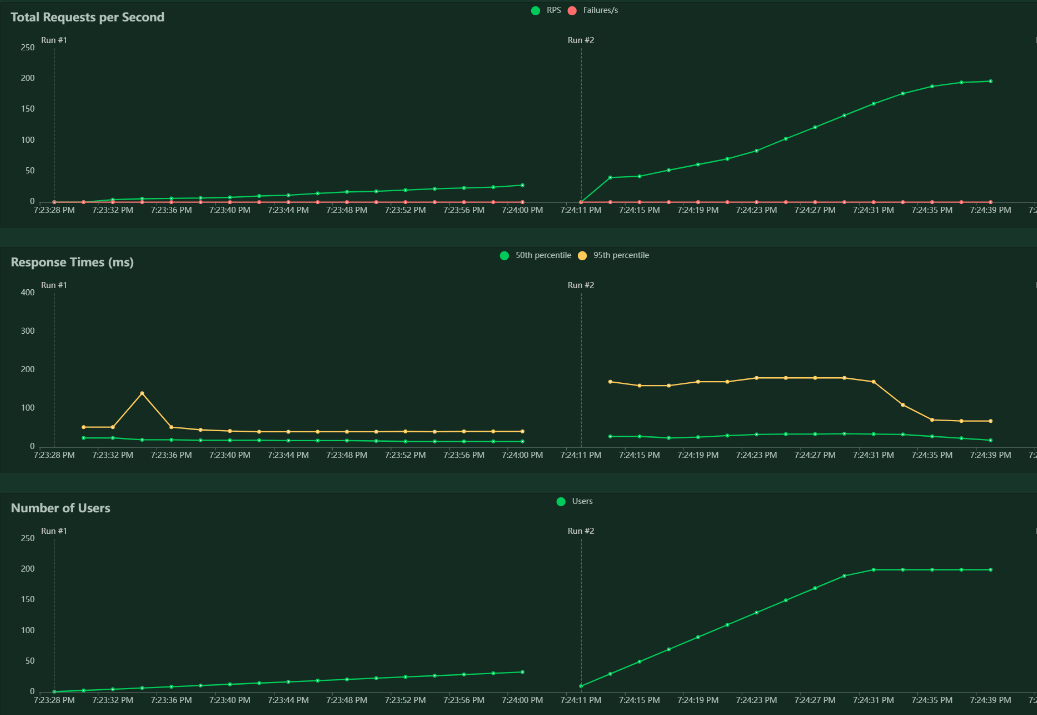 Total Requests per Second
RPS Failures/s
Run #1 Run #2
250
200
150
100
50
0
7:23:28 PM 7:23:32 PM 7:23:36 PM 7:23:40 PM 7:23:44 PM 7:23:48 PM 7:23:52 PM 7:23:56 PM 7:24:00 PM 7:24:11 PM 7:24:15 PM 7:24:19 PM 7:24:23 PM 7:24:27 PM 7:24:31 PM 7:24:35 PM 7:24:39 PM
Response Times (ms)
50th percentile 95th percentile
Run #1 Run #2
400
300
200
100
0
7:23:28 PM 7:23:32 PM 7:23:36 PM 7:23:40 PM 7:23:44 PM 7:23:48 PM 7:23:52 PM 7:23:56 PM 7:24:00 PM 7:24:11 PM 7:24:15 PM 7:24:19 PM 7:24:23 PM 7:24:27 PM 7:24:31 PM 7:24:35 PM 7:24:39 PM
Number of Users
Users
Run #1 Run #2
250
200
150
100
50
0
7:23:28 PM 7:23:32 PM 7:23:36 PM 7:23:40 PM 7:23:44 PM 7:23:48 PM 7:23:52 PM 7:23:56 PM 7:24:00 PM 7:24:11 PM 7:24:15 PM 7:24:19 PM 7:24:23 PM 7:24:27 PM 7:24:31 PM 7:24:35 PM 7:24:39 PM